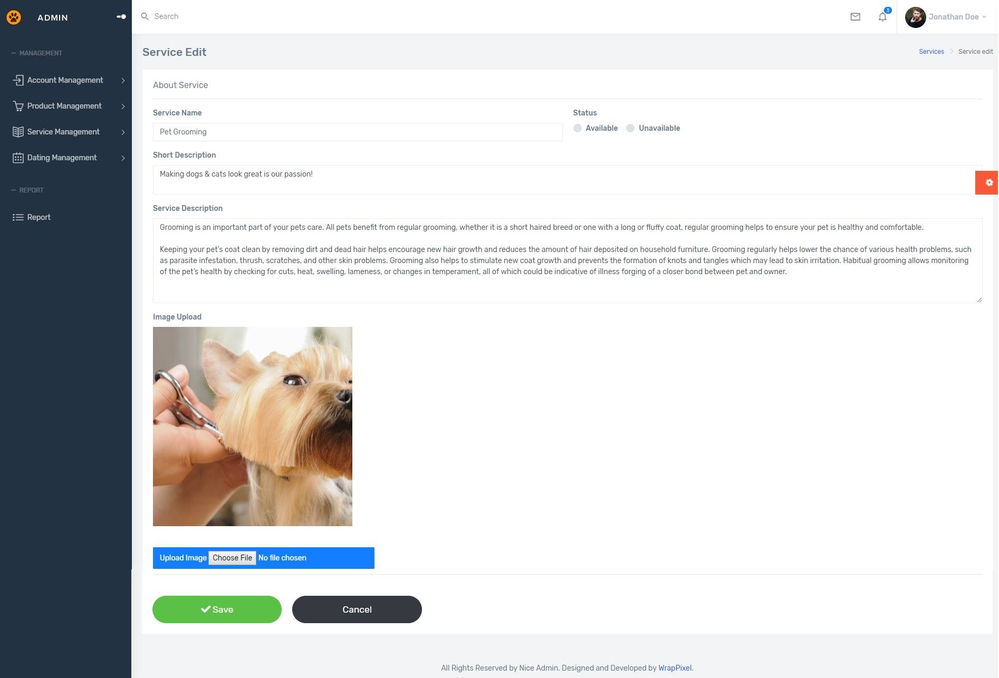 ADMIN
Search
3
Jonathan Doe
MANAGEMENT
Account Management
Product Management
Service Management
Dating Management
REPORT
Report
Service Edit
Services
Service edit
About Service
Service Name
Status
Pet Grooming
Available
Unavailable
Short Description
Making dogs & cats look great is our passion!
Service Description
Grooming is an important part of your pets care. All pets benefit from regular grooming, whether it is a short haired breed or one with a long or fluffy coat, regular grooming helps to ensure your pet is healthy and comfortable.
Keeping your pet’s coat clean by removing dirt and dead hair helps encourage new hair growth and reduces the amount of hair deposited on household furniture. Grooming regularly helps lower the chance of various health problems, such
as parasite infestation, thrush, scratches, and other skin problems. Grooming also helps to stimulate new coat growth and prevents the formation of knots and tangles which may lead to skin irritation. Habitual grooming allows monitoring
of the pet’s health by checking for cuts, heat, swelling, lameness, or changes in temperament, all of which could be indicative of illness forging of a closer bond between pet and owner.
Image Upload
Upload Image Choose File No file chosen
Save
Cancel
All Rights Reserved by Nice Admin. Designed and Developed by WrapPixel.